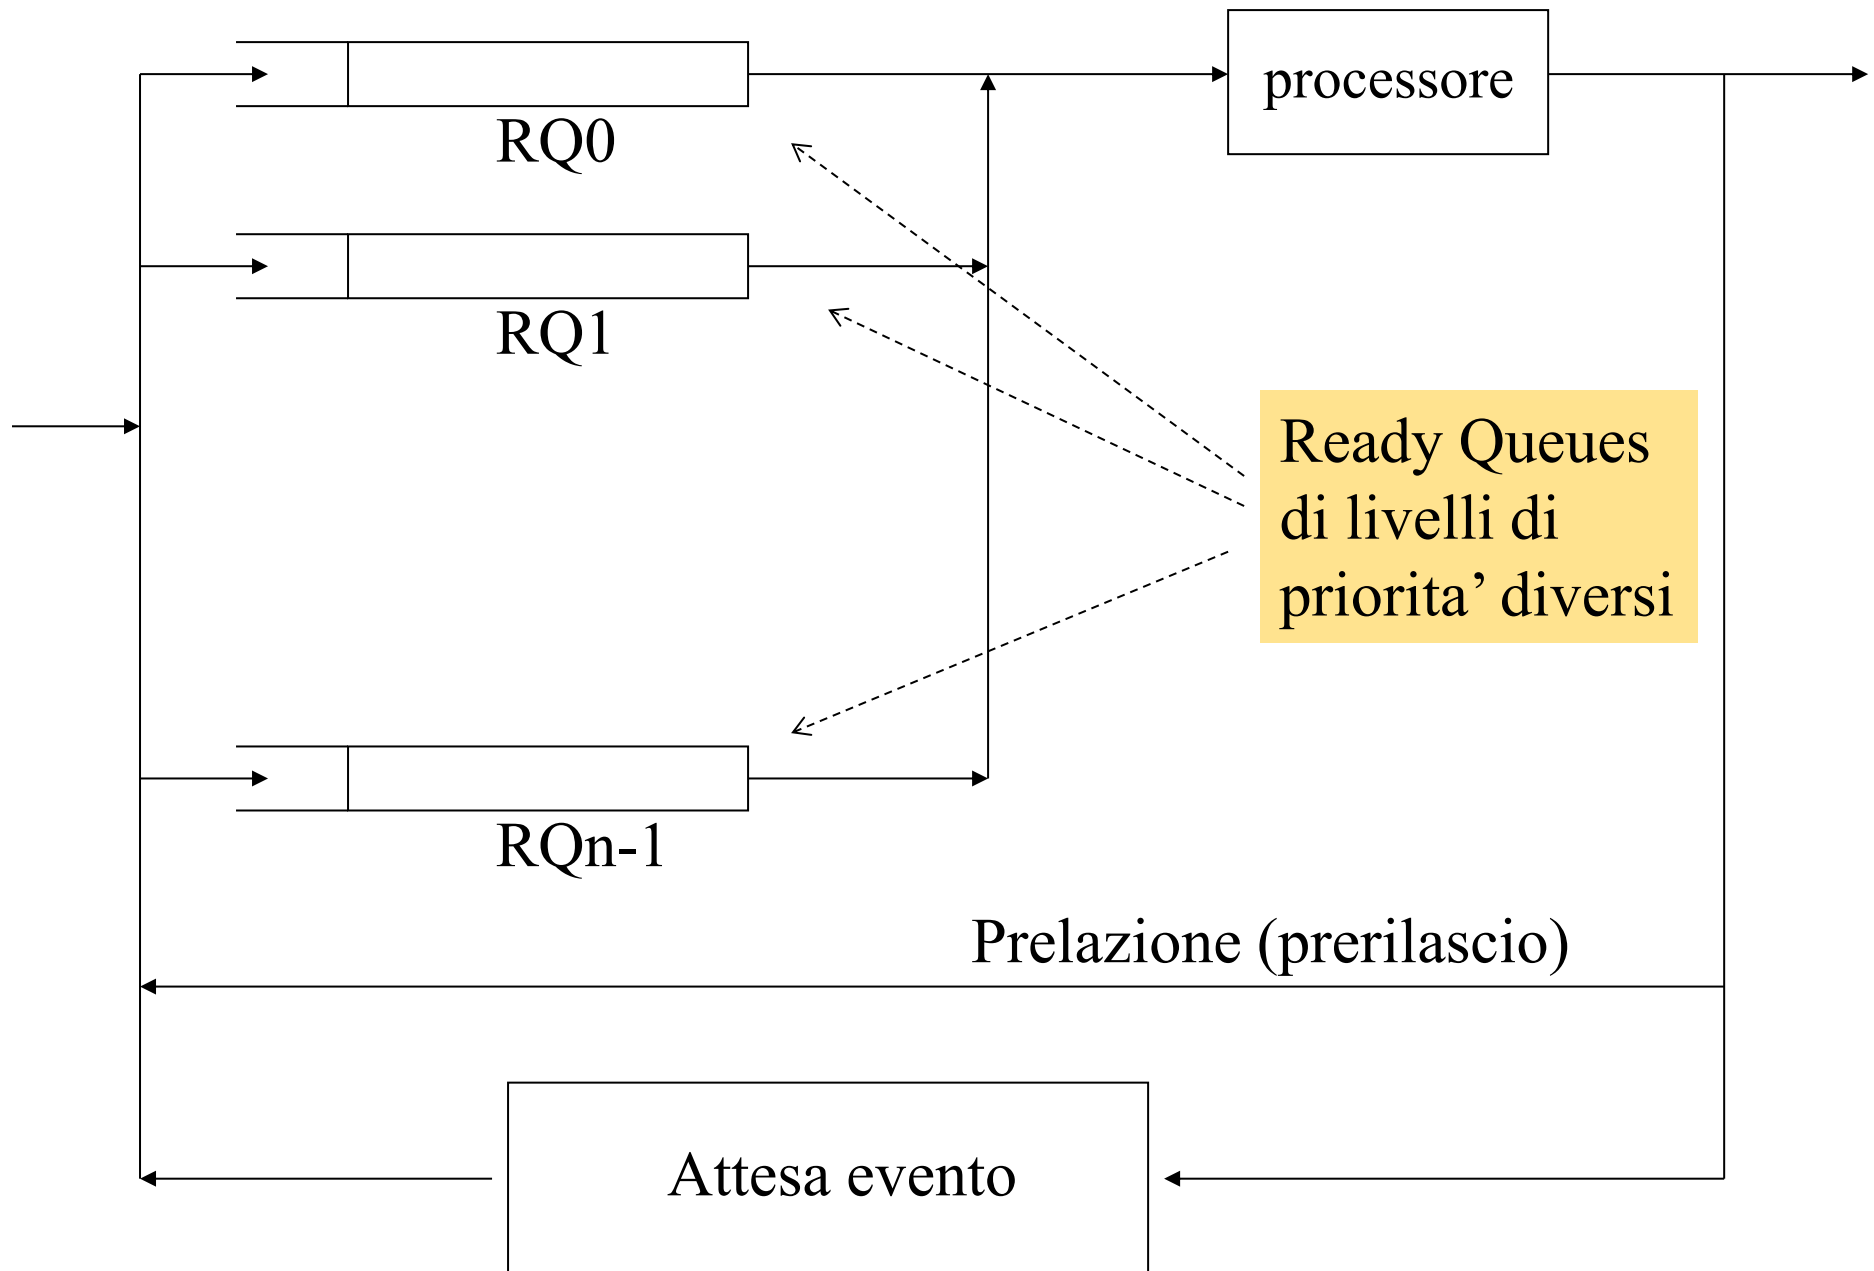 processore
RQ0
RQ1
Ready Queues
di livelli di
priorita’ diversi
RQn-1
Prelazione (prerilascio)
Attesa evento